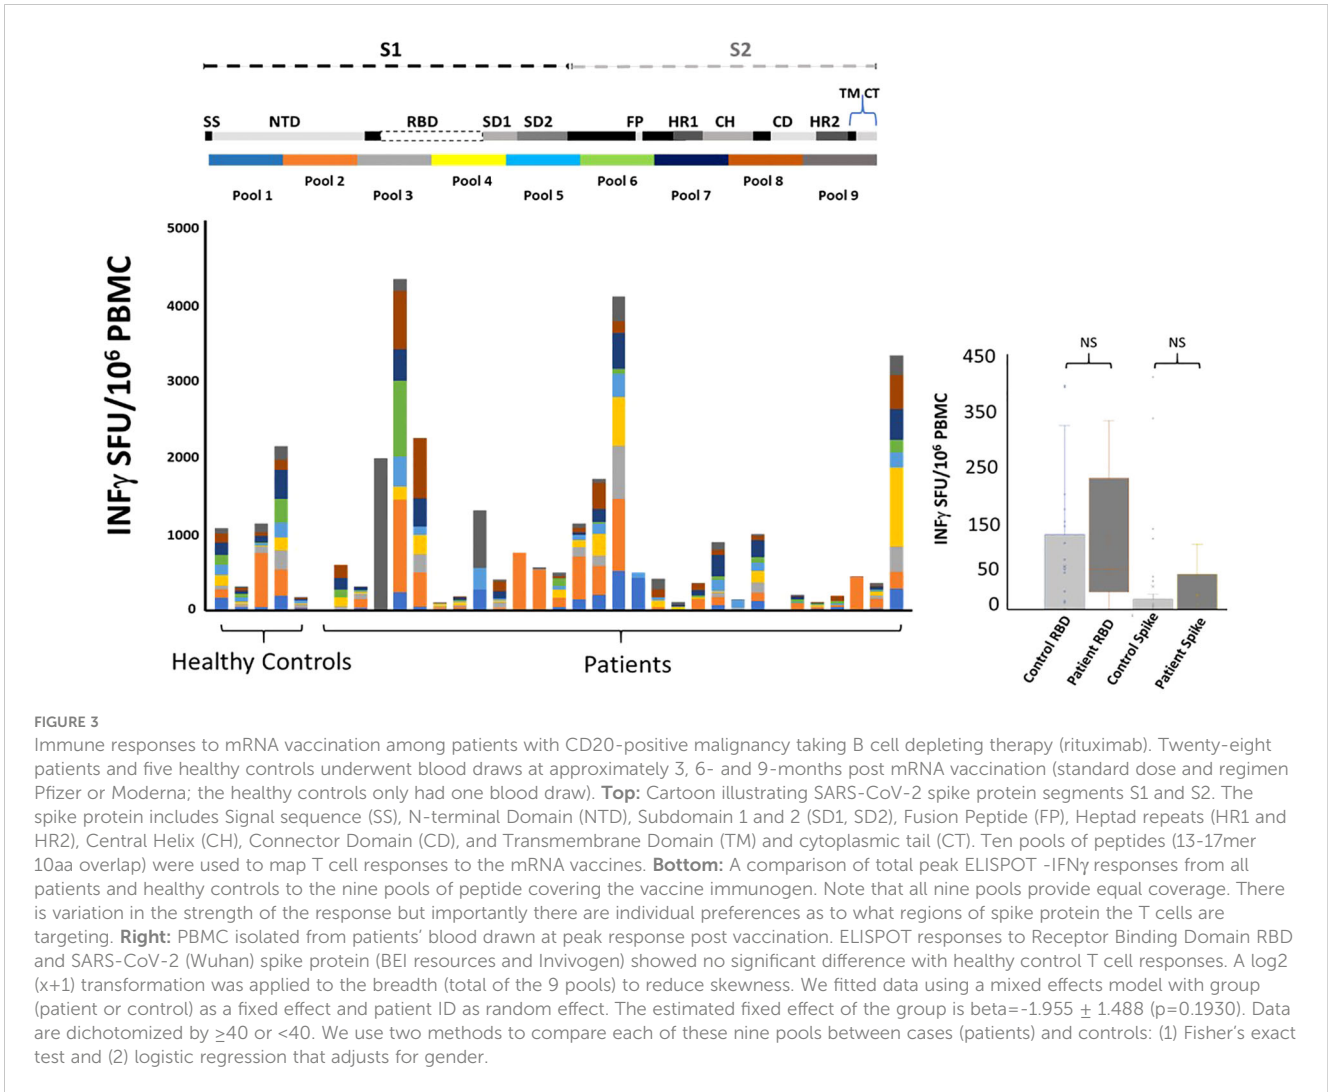 S1
S2
TM CT
SS NTD RBD SD1 SD2 FP HR1 CH CD HR2
Pool 1 Pool 2 Pool 3 Pool 4 Pool 5 Pool 6 Pool 7 Pool 8 Pool 9
INFγ SFU/10⁶ PBMC
5000
4000
3000
2000
1000
0
Healthy Controls
Patients
INFγ SFU/10⁶ PBMC
450
350
250
150
50
0
NS
NS
Control RBD
Patient RBD
Control Spike
Patient Spike
FIGURE 3
Immune responses to mRNA vaccination among patients with CD20-positive malignancy taking B cell depleting therapy (rituximab). Twenty-eight
patients and five healthy controls underwent blood draws at approximately 3, 6- and 9-months post mRNA vaccination (standard dose and regimen
Pfizer or Moderna; the healthy controls only had one blood draw). Top: Cartoon illustrating SARS-CoV-2 spike protein segments S1 and S2. The
spike protein includes Signal sequence (SS), N-terminal Domain (NTD), Subdomain 1 and 2 (SD1, SD2), Fusion Peptide (FP), Heptad repeats (HR1 and
HR2), Central Helix (CH), Connector Domain (CD), and Transmembrane Domain (TM) and cytoplasmic tail (CT). Ten pools of peptides (13-17mer
10aa overlap) were used to map T cell responses to the mRNA vaccines. Bottom: A comparison of total peak ELISPOT -IFNγ responses from all
patients and healthy controls to the nine pools of peptide covering the vaccine immunogen. Note that all nine pools provide equal coverage. There
is variation in the strength of the response but importantly there are individual preferences as to what regions of spike protein the T cells are
targeting. Right: PBMC isolated from patients' blood drawn at peak response post vaccination. ELISPOT responses to Receptor Binding Domain RBD
and SARS-CoV-2 (Wuhan) spike protein (BEI resources and Invivogen) showed no significant difference with healthy control T cell responses. A log2
(x+1) transformation was applied to the breadth (total of the 9 pools) to reduce skewness. We fitted data using a mixed effects model with group
(patient or control) as a fixed effect and patient ID as random effect. The estimated fixed effect of the group is beta=-1.955 ± 1.488 (p=0.1930). Data
are dichotomized by ≥40 or <40. We use two methods to compare each of these nine pools between cases (patients) and controls: (1) Fisher's exact
test and (2) logistic regression that adjusts for gender.